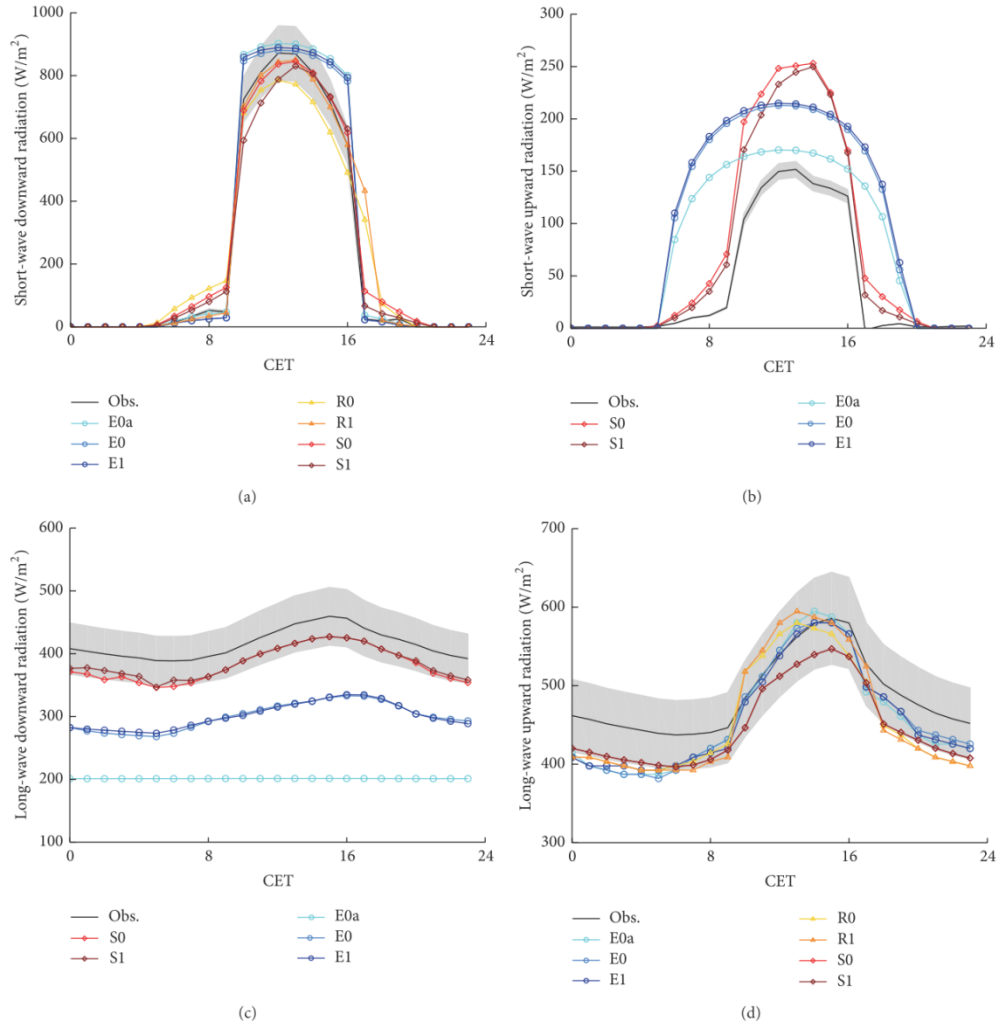 Short-wave downward radiation (W/m²)
1000
800
600
400
200
0
0 8 16 24
CET
Obs. R0
E0a R1
E0 S0
E1 S1
(a)
Short-wave upward radiation (W/m²)
300
250
200
150
100
50
0
0 8 16 24
CET
Obs. E0a
S0 E0
S1 E1
(b)
Long-wave downward radiation (W/m²)
600
500
400
300
200
100
0 8 16 24
CET
Obs. E0a
S0 E0
S1 E1
(c)
Long-wave upward radiation (W/m²)
700
600
500
400
300
0 8 16 24
CET
Obs. R0
E0a R1
E0 S0
E1 S1
(d)